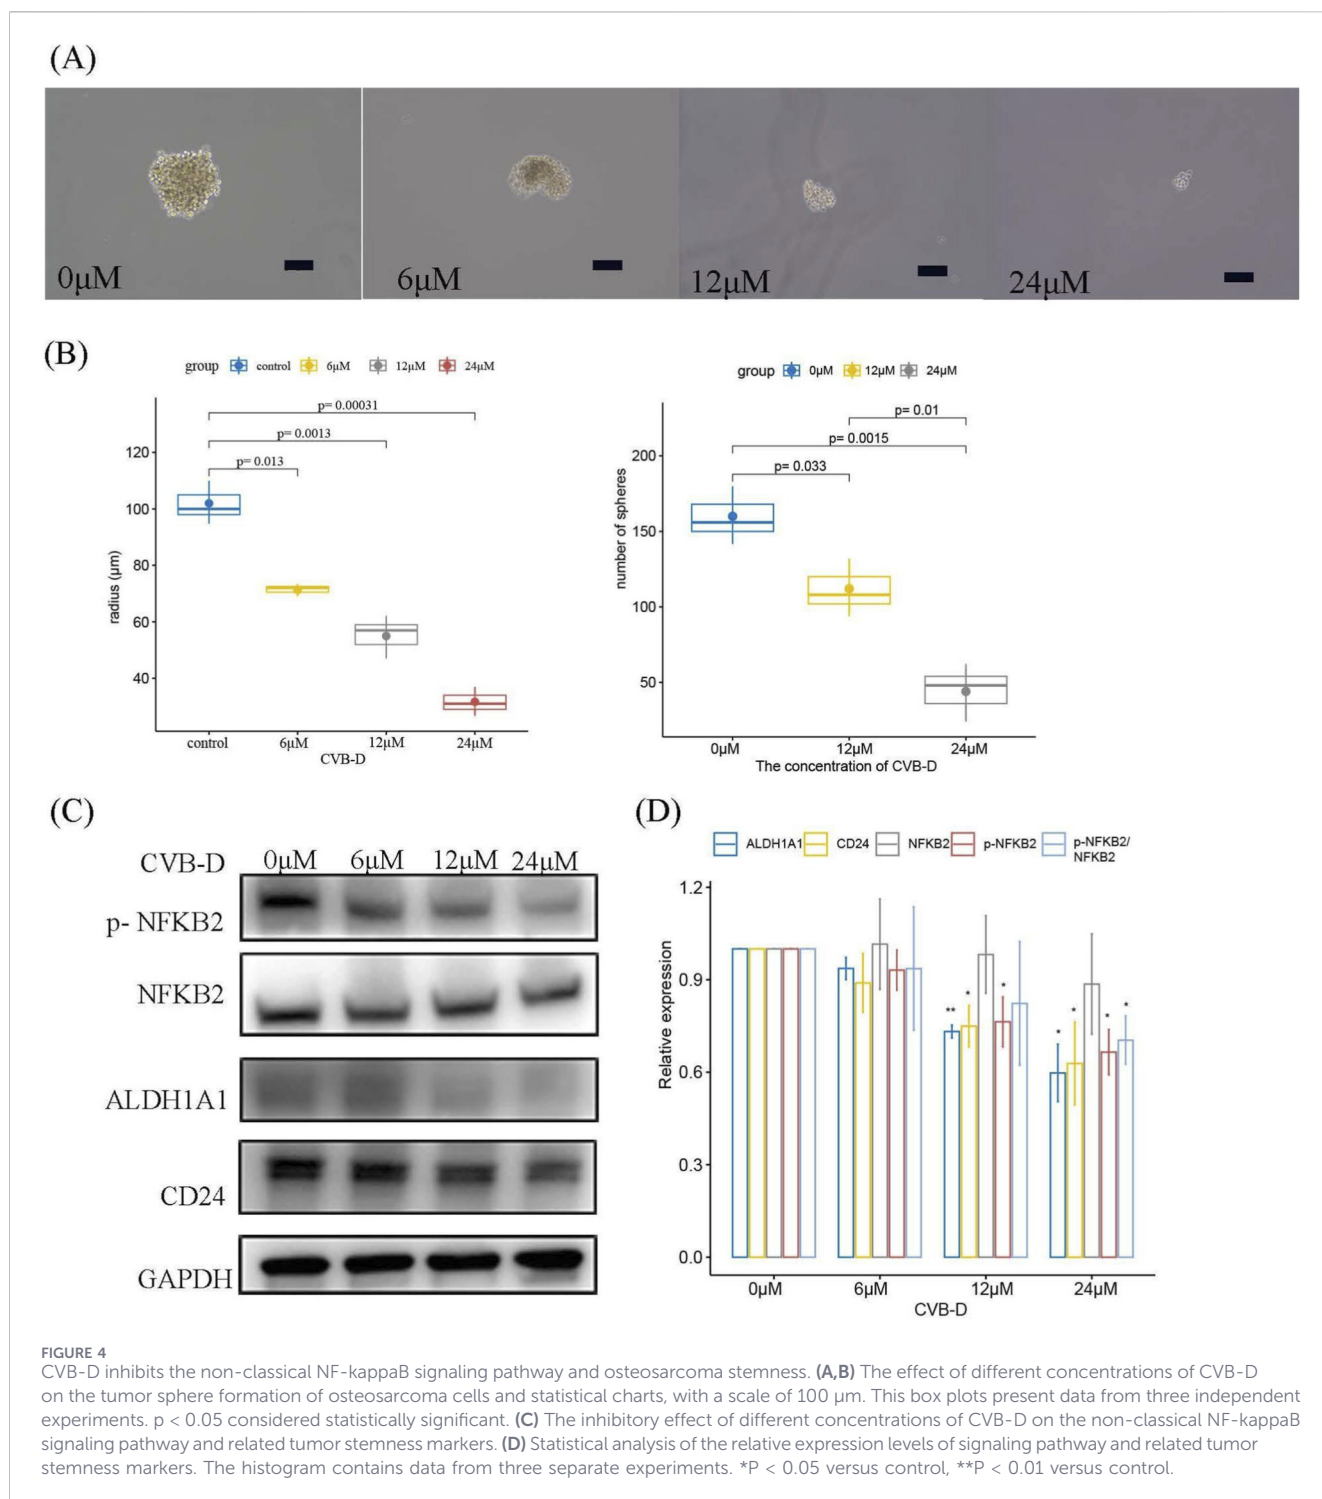 (A)
0μM
6μM
12μM
24μM
(B)
group control 6μM 12μM 24μM
p= 0.00031
p= 0.0013
p= 0.013
120
100
80
60
40
radius (μm)
control 6μM 12μM 24μM
CVB-D
group 0μM 12μM 24μM
p= 0.01
p= 0.0015
p= 0.033
200
150
100
50
number of spheres
0μM 12μM 24μM
The concentration of CVB-D
(C)
CVB-D 0μM 6μM 12μM 24μM
p- NFKB2
NFKB2
ALDH1A1
CD24
GAPDH
(D)
ALDH1A1 CD24 NFKB2 p-NFKB2 p-NFKB2/
NFKB2
1.2
0.9
0.6
0.3
0.0
Relative expression
** * *
* * * *
0μM 6μM 12μM 24μM
CVB-D
FIGURE 4
CVB-D inhibits the non-classical NF-kappaB signaling pathway and osteosarcoma stemness. (A,B) The effect of different concentrations of CVB-D
on the tumor sphere formation of osteosarcoma cells and statistical charts, with a scale of 100 μm. This box plots present data from three independent
experiments. p < 0.05 considered statistically significant. (C) The inhibitory effect of different concentrations of CVB-D on the non-classical NF-kappaB
signaling pathway and related tumor stemness markers. (D) Statistical analysis of the relative expression levels of signaling pathway and related tumor
stemness markers. The histogram contains data from three separate experiments. *P < 0.05 versus control, **P < 0.01 versus control.